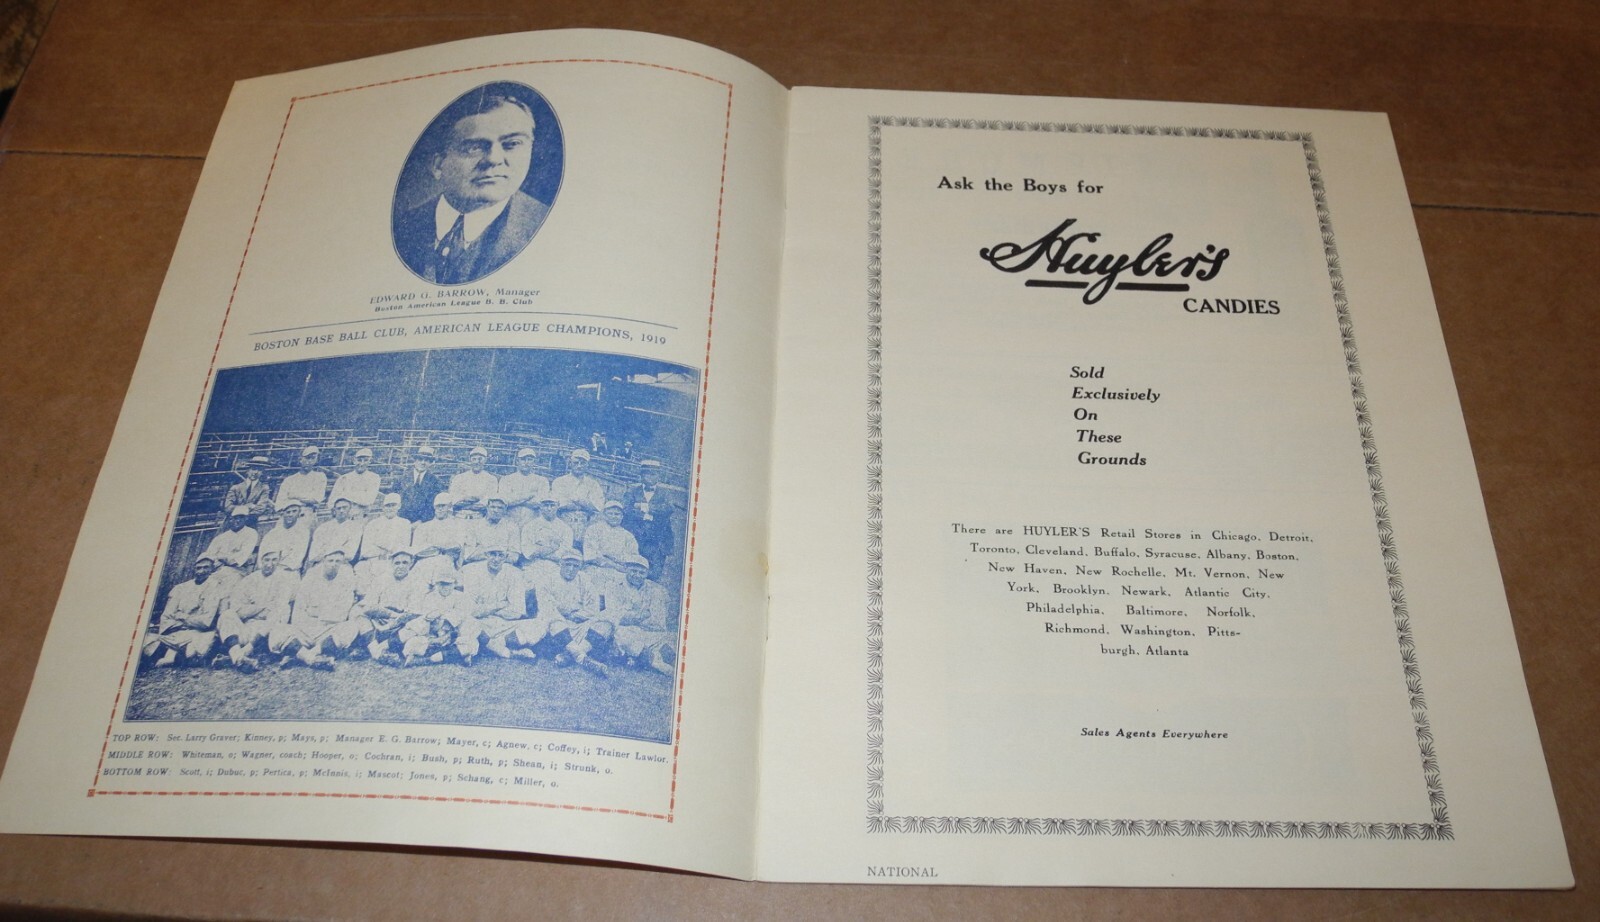 EDWARD G. BARROW, Manager
Boston American League B. B. Club
BOSTON BASE BALL CLUB, AMERICAN LEAGUE CHAMPIONS, 1919
TOP ROW: Sec. Larry Graver; Kinney, p; Mays, p; Manager E. G. Barrow; Mayer, c; Agnew, c; Coffey, i; Trainer Lawlor.
MIDDLE ROW: Whiteman, o; Wagner, coach; Hooper, o; Cochran, i; Bush, p; Ruth, p; Shean, i; Strunk, o.
BOTTOM ROW: Scott, i; Dubuc, p; Pertica, p; McInnis, i; Mascot; Jones, p; Schang, c; Miller, o.
Ask the Boys for
Huyler's
CANDIES
Sold
Exclusively
On
These
Grounds
There are HUYLER'S Retail Stores in Chicago, Detroit,
Toronto, Cleveland, Buffalo, Syracuse, Albany, Boston,
New Haven, New Rochelle, Mt. Vernon, New
York, Brooklyn, Newark, Atlantic City,
Philadelphia, Baltimore, Norfolk,
Richmond, Washington, Pitts-
burgh, Atlanta
Sales Agents Everywhere
NATIONAL